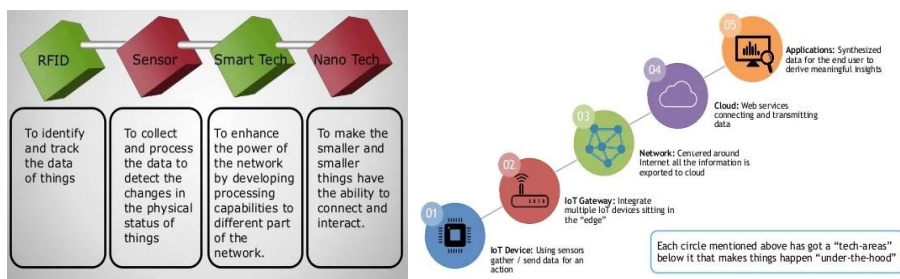 RFID
Sensor
Smart Tech
Nano Tech
To identify
and track
the data
of things
To collect
and process
the data to
detect the
changes in
the physical
status of
things
To enhance
the power of
the network
by developing
processing
capabilities to
different part
of the
network.
To make the
smaller and
smaller
things have
the ability to
connect and
interact.
05
Applications: Synthesized
data for the end user to
derive meaningful insights
04
Cloud: Web services
connecting and transmitting
data
03
Network: Cenuered around
Internet all the information is
exported to cloud
02
IoT Gateway: Integrate
multiple IoT devices sitting in
the "edge"
01
IoT Device: Using sensors
gather / send data for an
action
Each circle mentioned above has got a "tech-areas"
below it that makes things happen "under-the-hood"